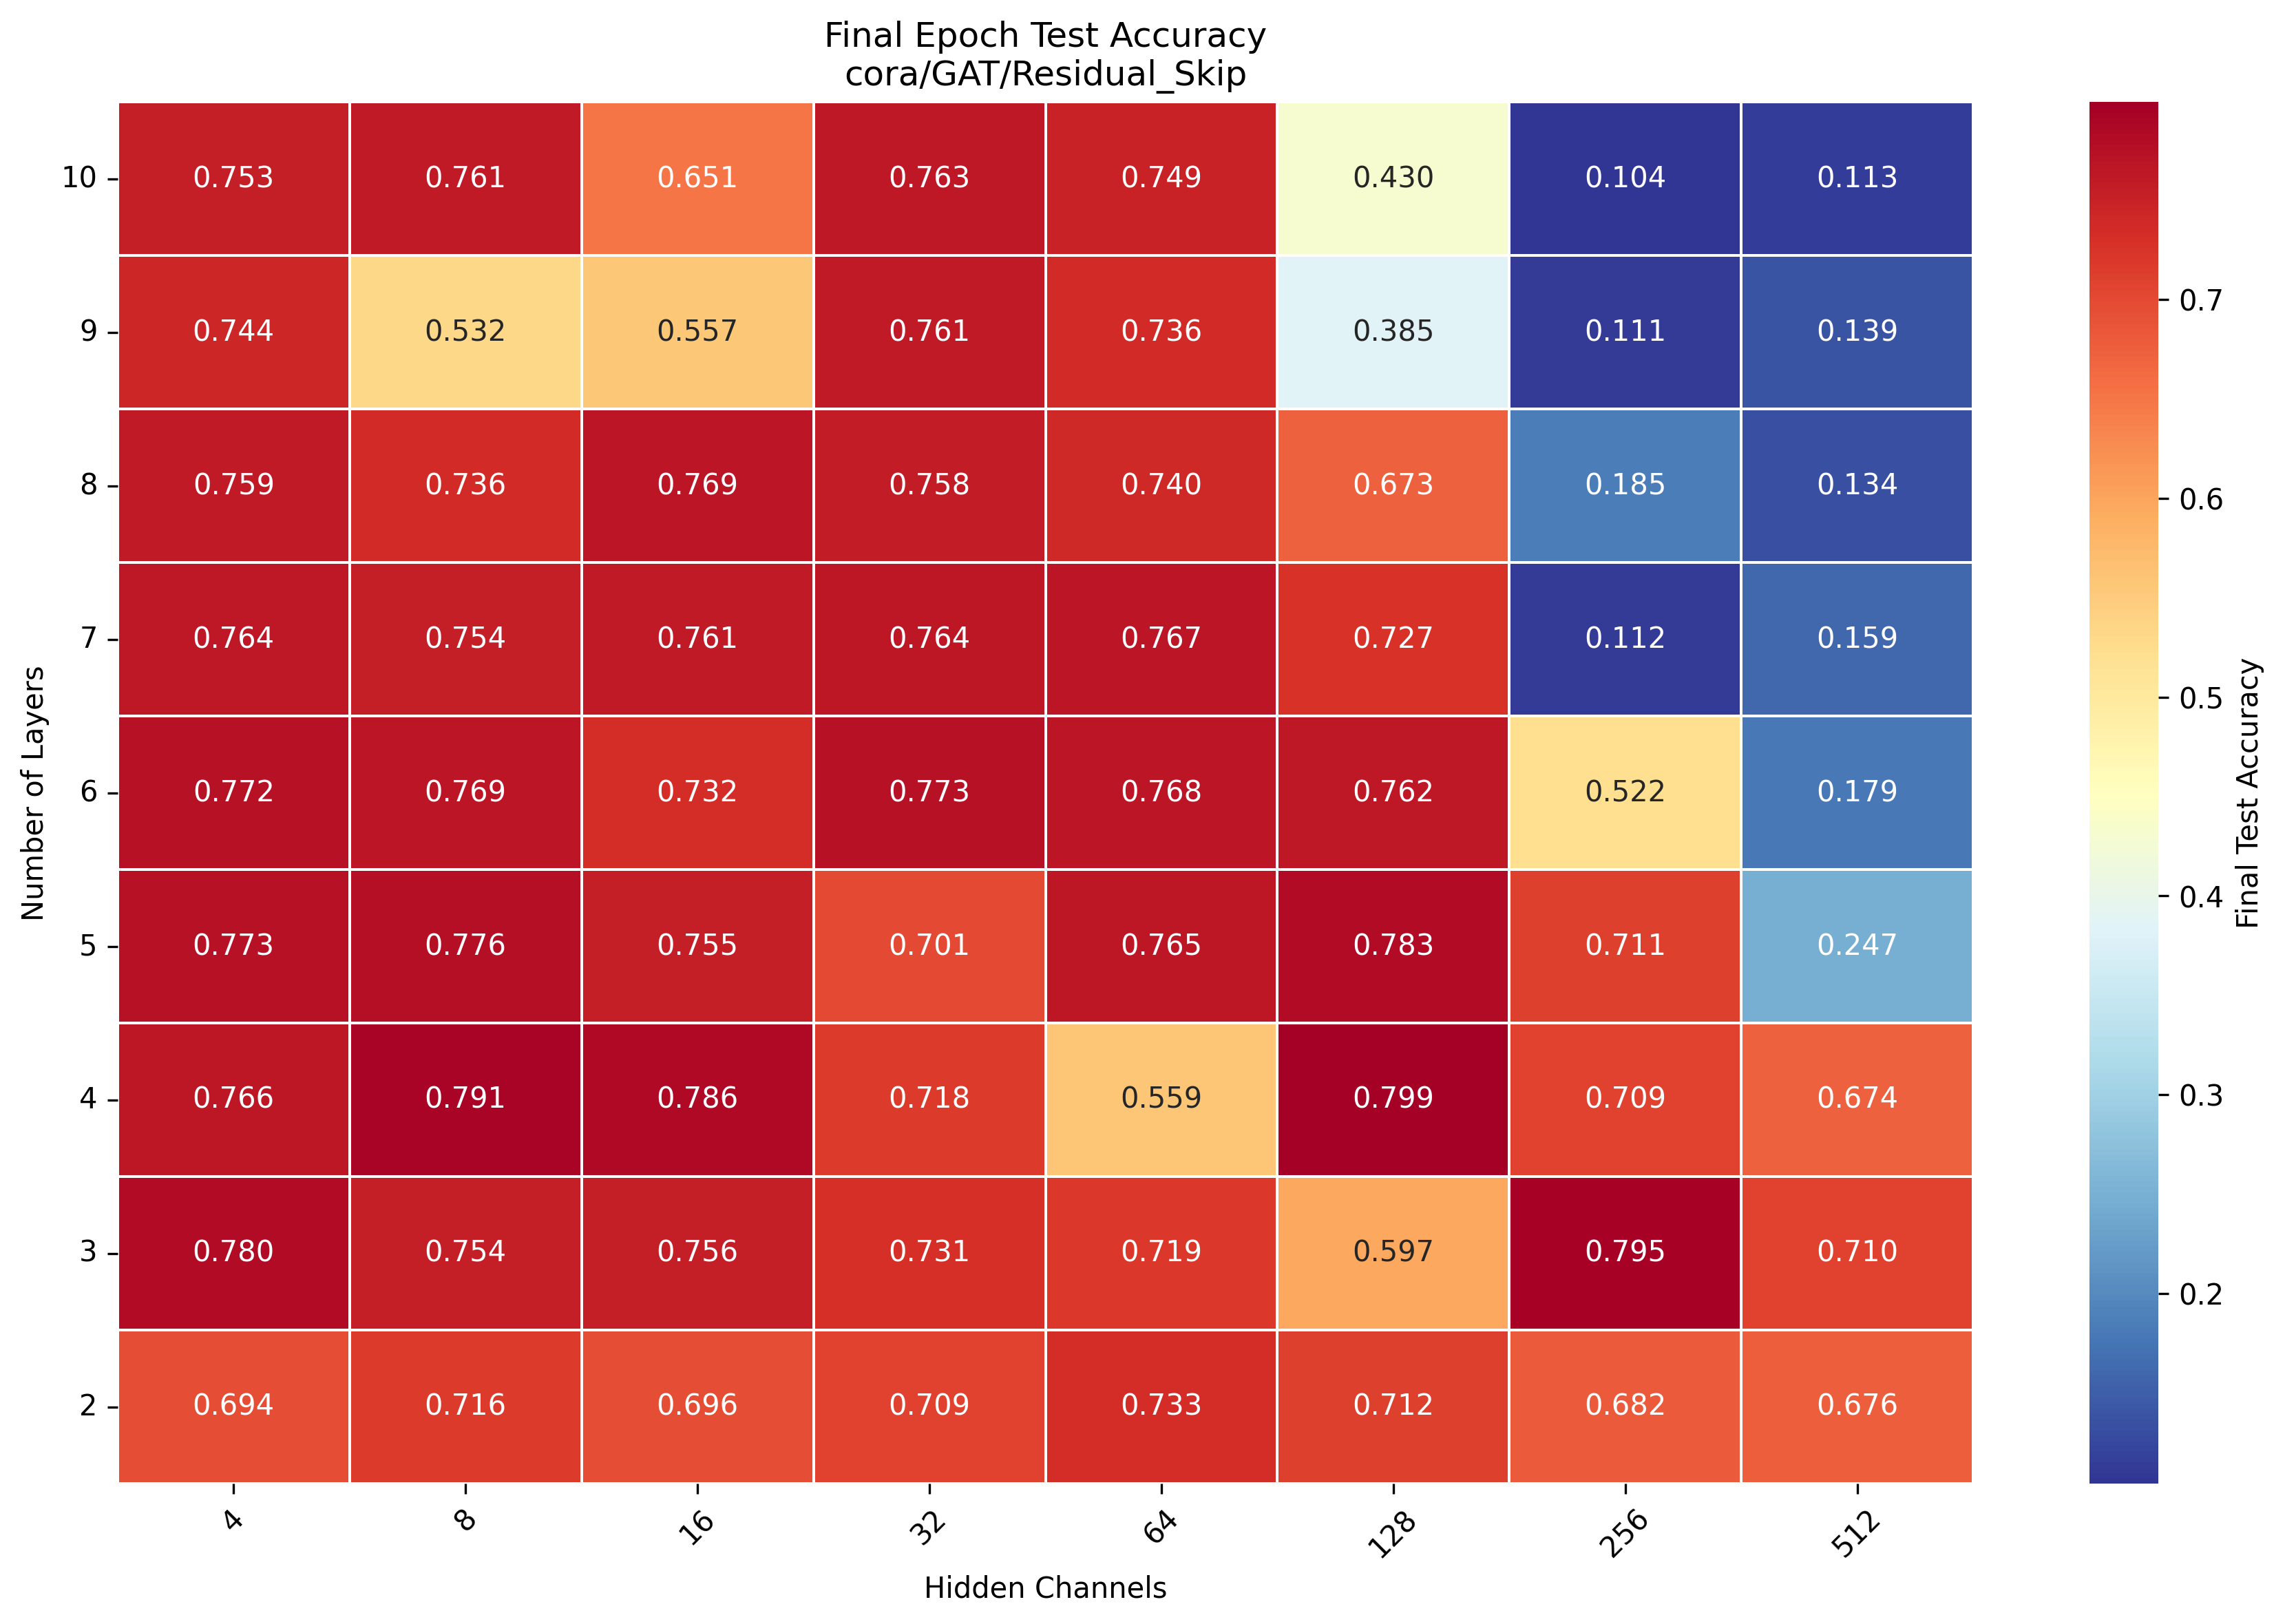 Final Epoch Test Accuracy
cora/GAT/Residual_Skip
10 0.753 0.761 0.651 0.763 0.749 0.430 0.104 0.113
9 0.744 0.532 0.557 0.761 0.736 0.385 0.111 0.139
8 0.759 0.736 0.769 0.758 0.740 0.673 0.185 0.134
7 0.764 0.754 0.761 0.764 0.767 0.727 0.112 0.159
6 0.772 0.769 0.732 0.773 0.768 0.762 0.522 0.179
5 0.773 0.776 0.755 0.701 0.765 0.783 0.711 0.247
4 0.766 0.791 0.786 0.718 0.559 0.799 0.709 0.674
3 0.780 0.754 0.756 0.731 0.719 0.597 0.795 0.710
2 0.694 0.716 0.696 0.709 0.733 0.712 0.682 0.676
4 8 16 32 64 128 256 512
Hidden Channels
Number of Layers
0.7
0.6
0.5
0.4
0.3
0.2
Final Test Accuracy